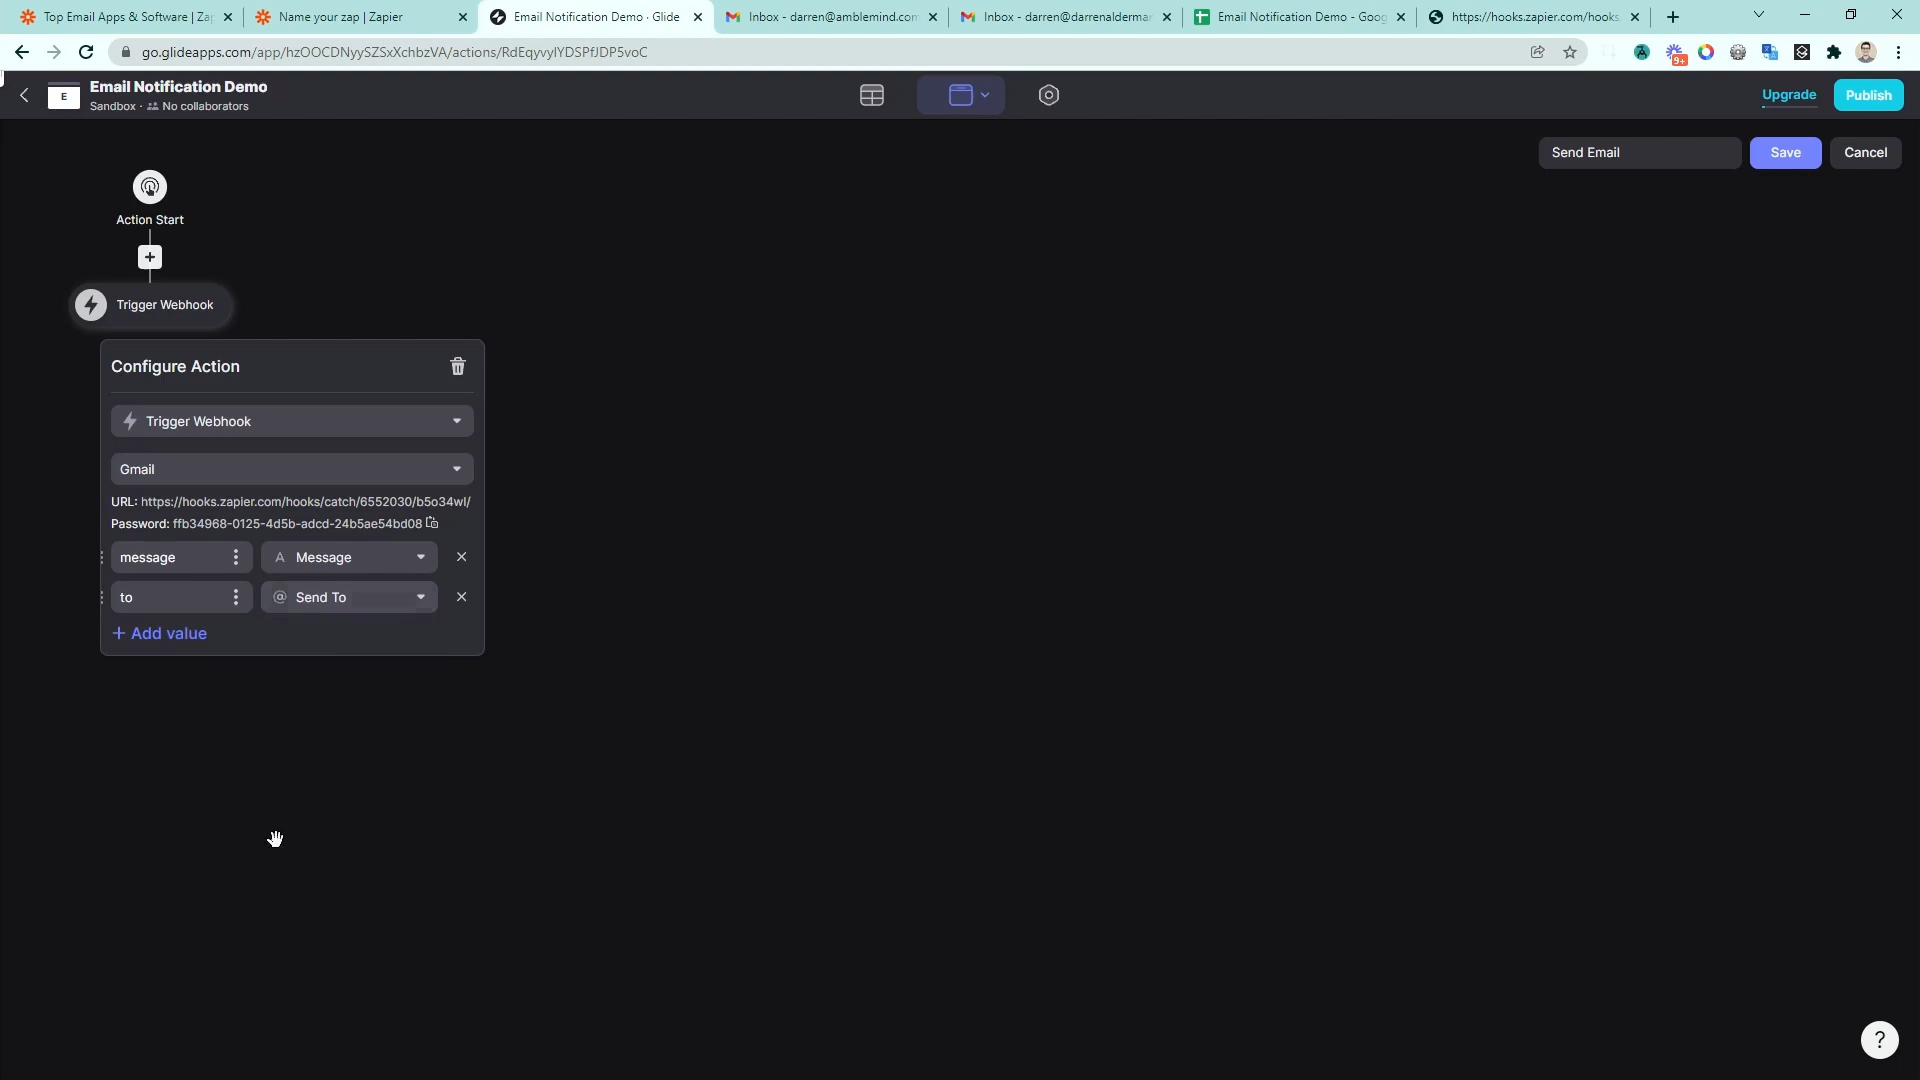 Top Email Apps & Software | Zap
Name your zap | Zapier
Email Notification Demo · Glide
Inbox - darren@amblemind.com
Inbox - darren@darrenalderman
Email Notification Demo - Goog
https://hooks.zapier.com/hooks
go.glideapps.com/app/hzOOCDNyySZSxXchbzVA/actions/RdEqyvylYDSPfJDP5voC
9+
E
Email Notification Demo
Sandbox · No collaborators
Upgrade
Publish
Send Email
Save
Cancel
Action Start
Trigger Webhook
Configure Action
Trigger Webhook
Gmail
URL: https://hooks.zapier.com/hooks/catch/6552030/b5o34wl/
Password: ffb34968-0125-4d5b-adcd-24b5ae54bd08
message
A Message
to
@ Send To
+ Add value
?